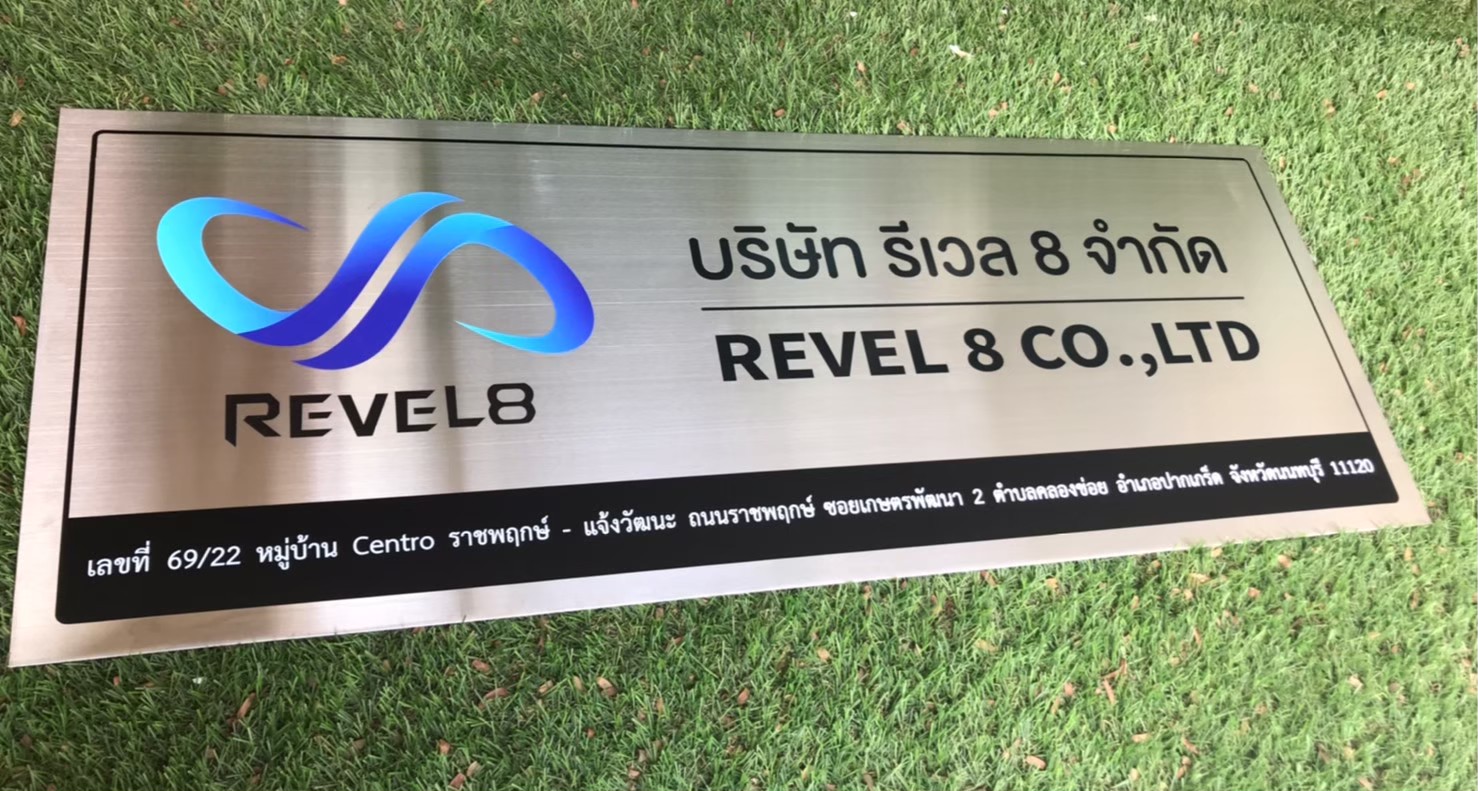 REVEL8
บริษัท รีเวล 8 จำกัด
REVEL 8 CO.,LTD
เลขที่ 69/22 หมู่บ้าน Centro ราชพฤกษ์ - แจ้งวัฒนะ ถนนราชพฤกษ์ ซอยเกษตรพัฒนา 2 ตำบลคลองข่อย อำเภอปากเกร็ด จังหวัดนนทบุรี 11120